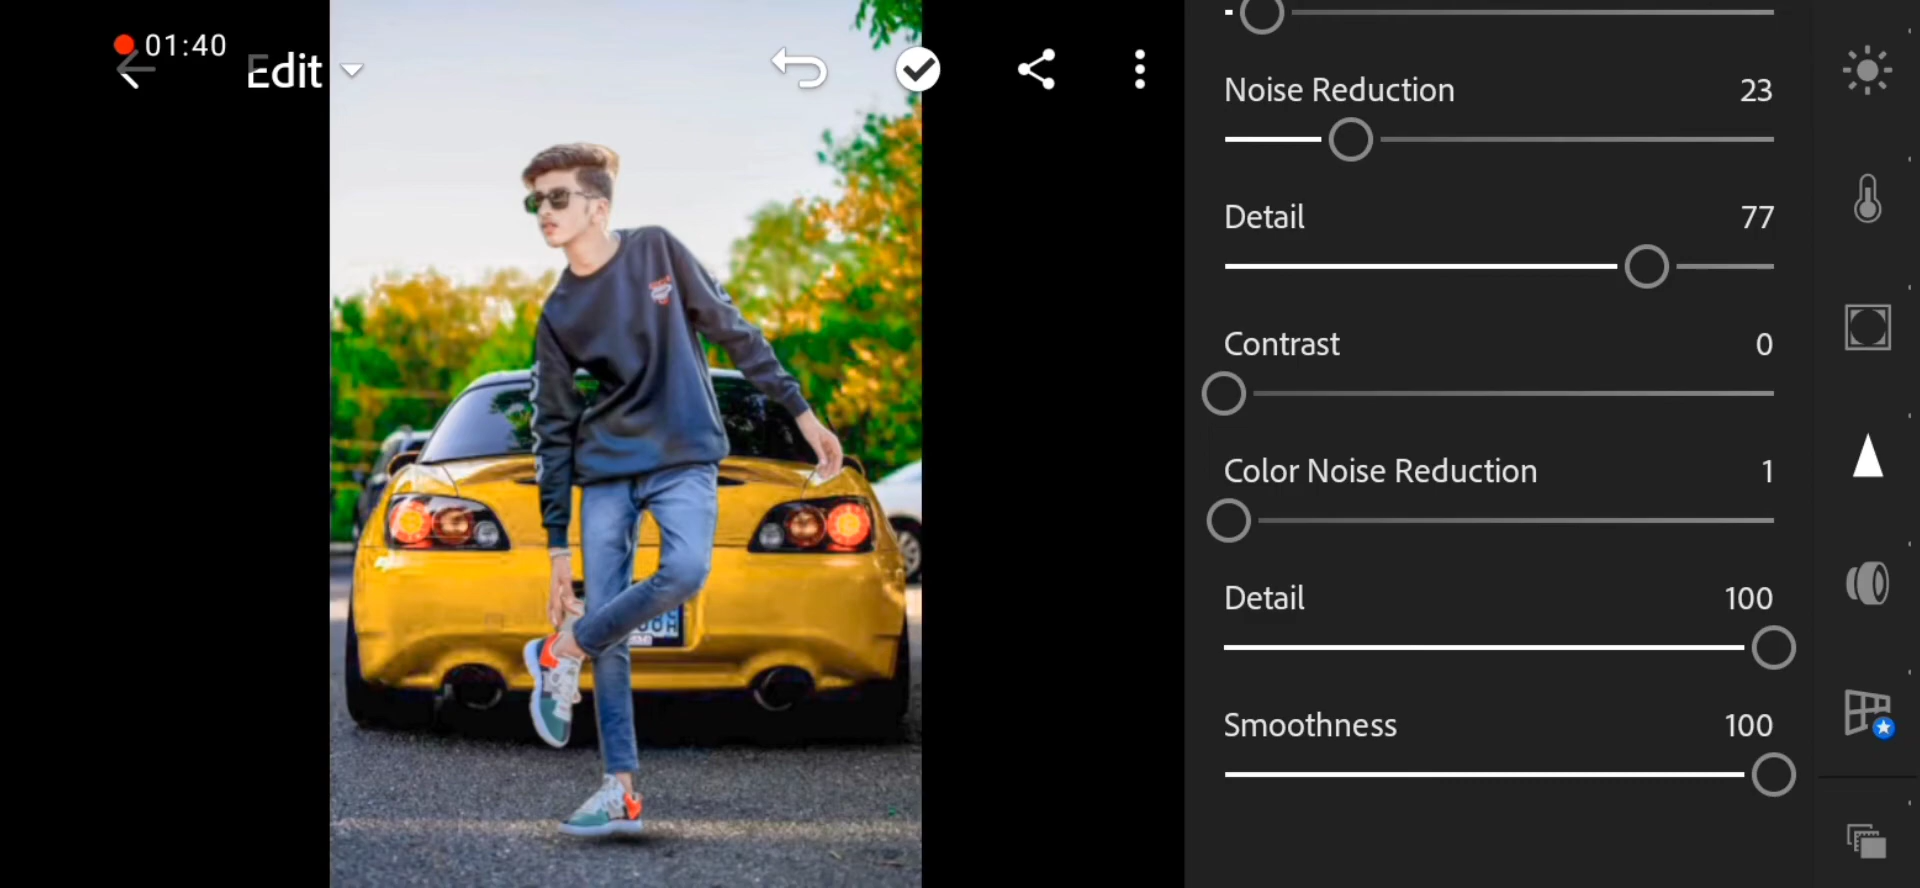 01:40
Edit
Noise Reduction 23
Detail 77
Contrast 0
Color Noise Reduction 1
Detail 100
Smoothness 100